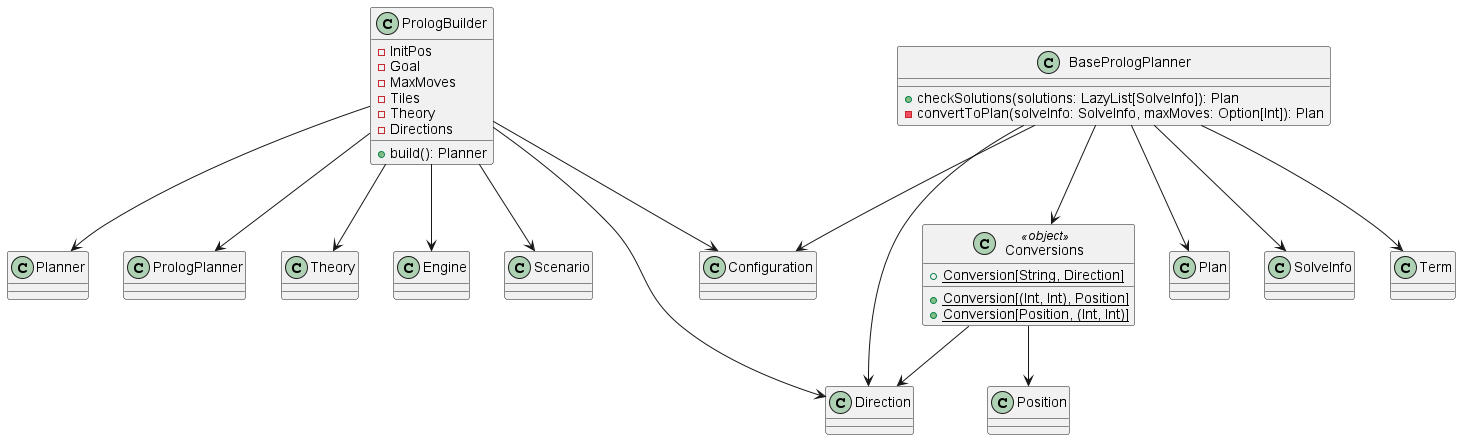 PrologBuilder
InitPos
Goal
MaxMoves
Tiles
Theory
Directions
build(): Planner
BasePrologPlanner
checkSolutions(solutions: LazyList[SolveInfo]): Plan
convertToPlan(solveInfo: SolveInfo, maxMoves: Option[Int]): Plan
Planner
PrologPlanner
Theory
Engine
Scenario
Configuration
«object»
Conversions
Conversion[String, Direction]
Conversion[(Int, Int), Position]
Conversion[Position, (Int, Int)]
Plan
SolveInfo
Term
Direction
Position